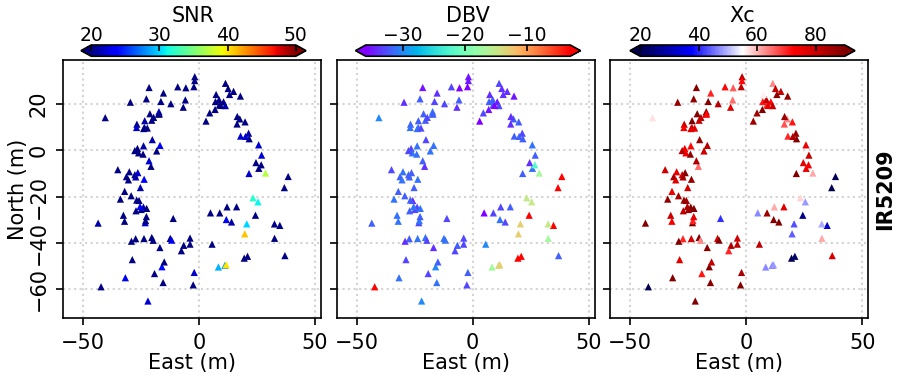 SNR
20 30 40 50
DBV
−30 −20 −10
Xc
20 40 60 80
North (m)
20
0
−20
−40
−60
−50 0 50
East (m)
−50 0 50
East (m)
−50 0 50
East (m)
IR5209